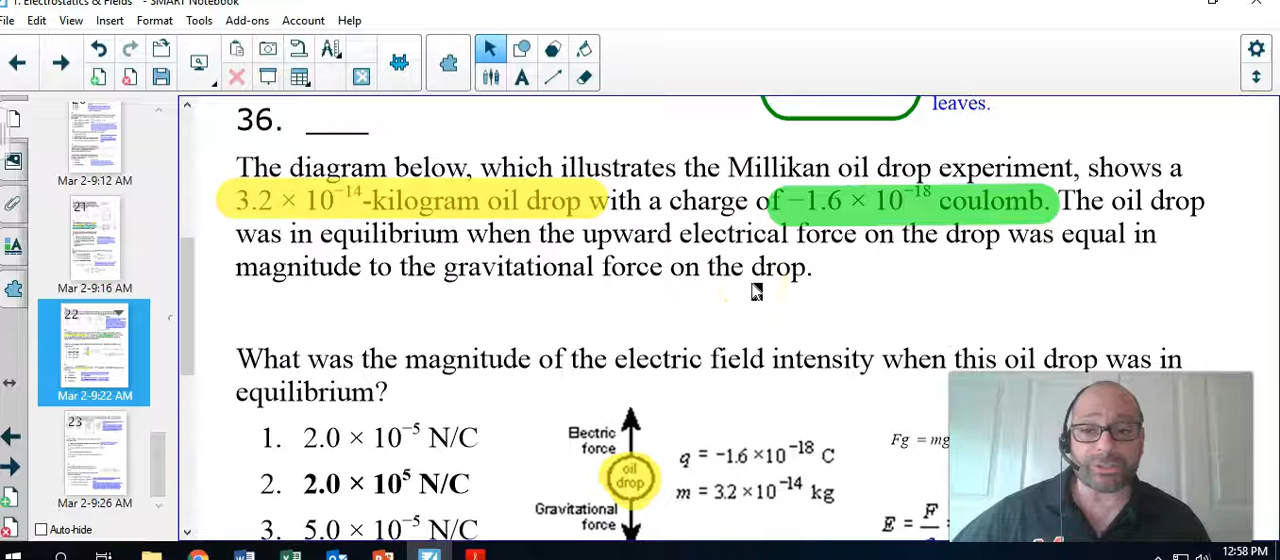 1. Electrostatics & Fields * - SMART Notebook
File Edit View Insert Format Tools Add-ons Account Help
leaves.
36. ____
The diagram below, which illustrates the Millikan oil drop experiment, shows a
3.2 × 10⁻¹⁴-kilogram oil drop with a charge of −1.6 × 10⁻¹⁸ coulomb. The oil drop
was in equilibrium when the upward electrical force on the drop was equal in
magnitude to the gravitational force on the drop.
What was the magnitude of the electric field intensity when this oil drop was in
equilibrium?
1. 2.0 × 10⁻⁵ N/C
2. 2.0 × 10⁵ N/C
3. 5.0 × 10⁻⁵ N/C
Electric
force
oil
drop
Gravitational
force
q = -1.6 ×10⁻¹⁸ C
m = 3.2 ×10⁻¹⁴ kg
Fg = mg
E = F
Mar 2-9:12 AM
21
Mar 2-9:16 AM
22
Mar 2-9:22 AM
23
Mar 2-9:26 AM
Auto-hide
12:58 PM